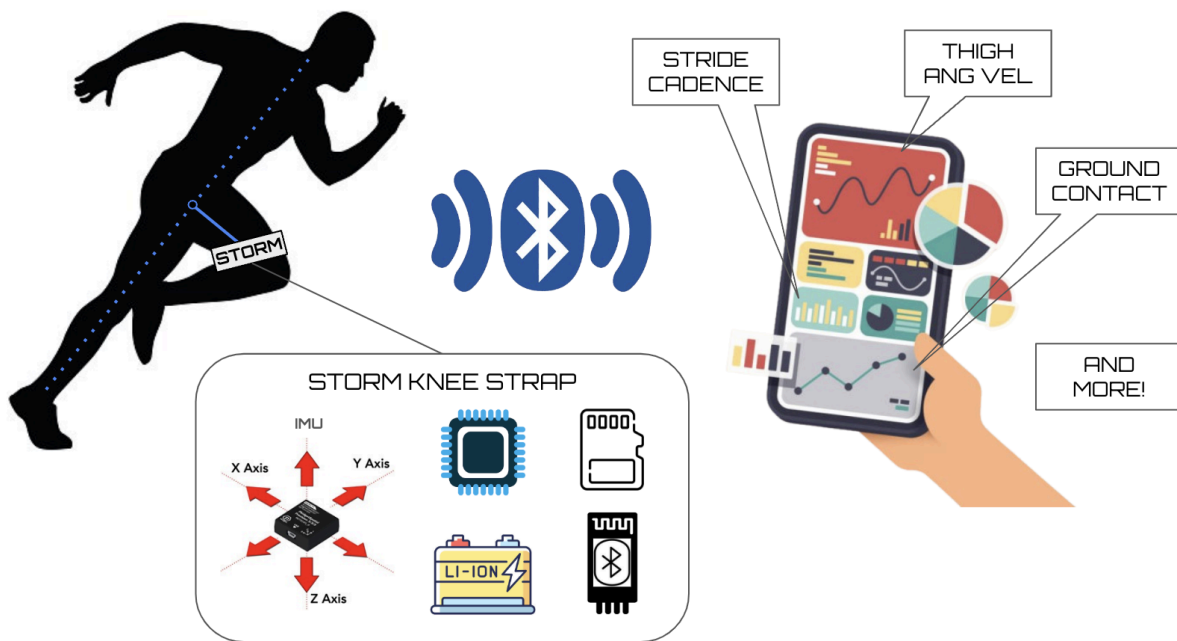 STRIDE
CADENCE
THIGH
ANG VEL
GROUND
CONTACT
STORM
AND
MORE!
STORM KNEE STRAP
IMU
X Axis
Y Axis
Z Axis
LI-ION